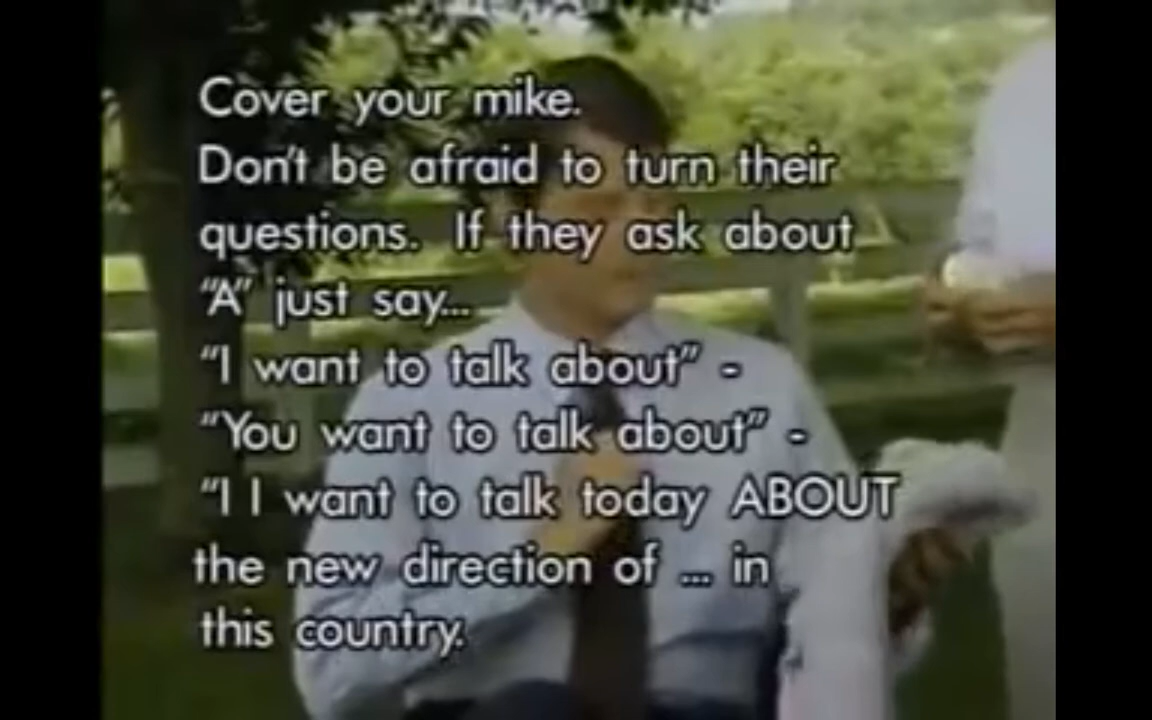 Cover your mike.
Don't be afraid to turn their
questions. If they ask about
"A" just say...
"I want to talk about" -
"You want to talk about" -
"I I want to talk today ABOUT
the new direction of ... in
this country.